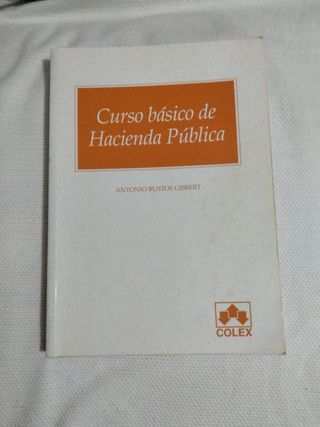 Curso básico de
Hacienda Pública
ANTONIO BUSTOS GISBERT
COLEX